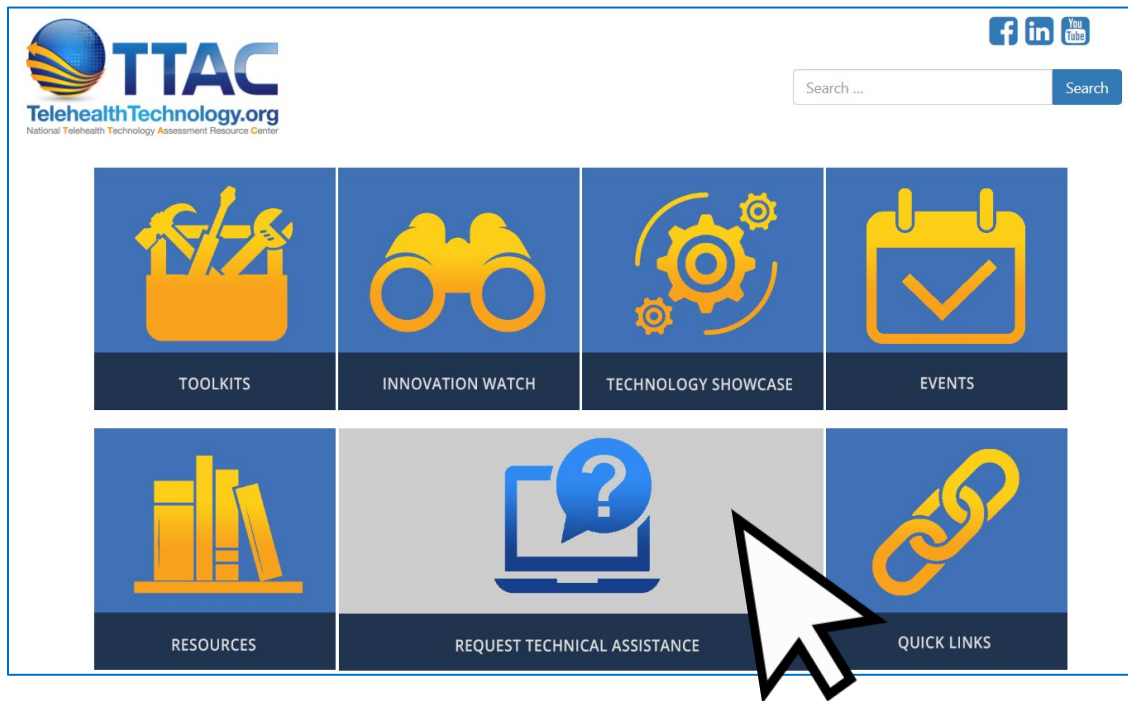 TTAC
TelehealthTechnology.org
National Telehealth Technology Assessment Resource Center
f in You Tube
Search ... Search
TOOLKITS INNOVATION WATCH TECHNOLOGY SHOWCASE EVENTS
?
RESOURCES REQUEST TECHNICAL ASSISTANCE QUICK LINKS